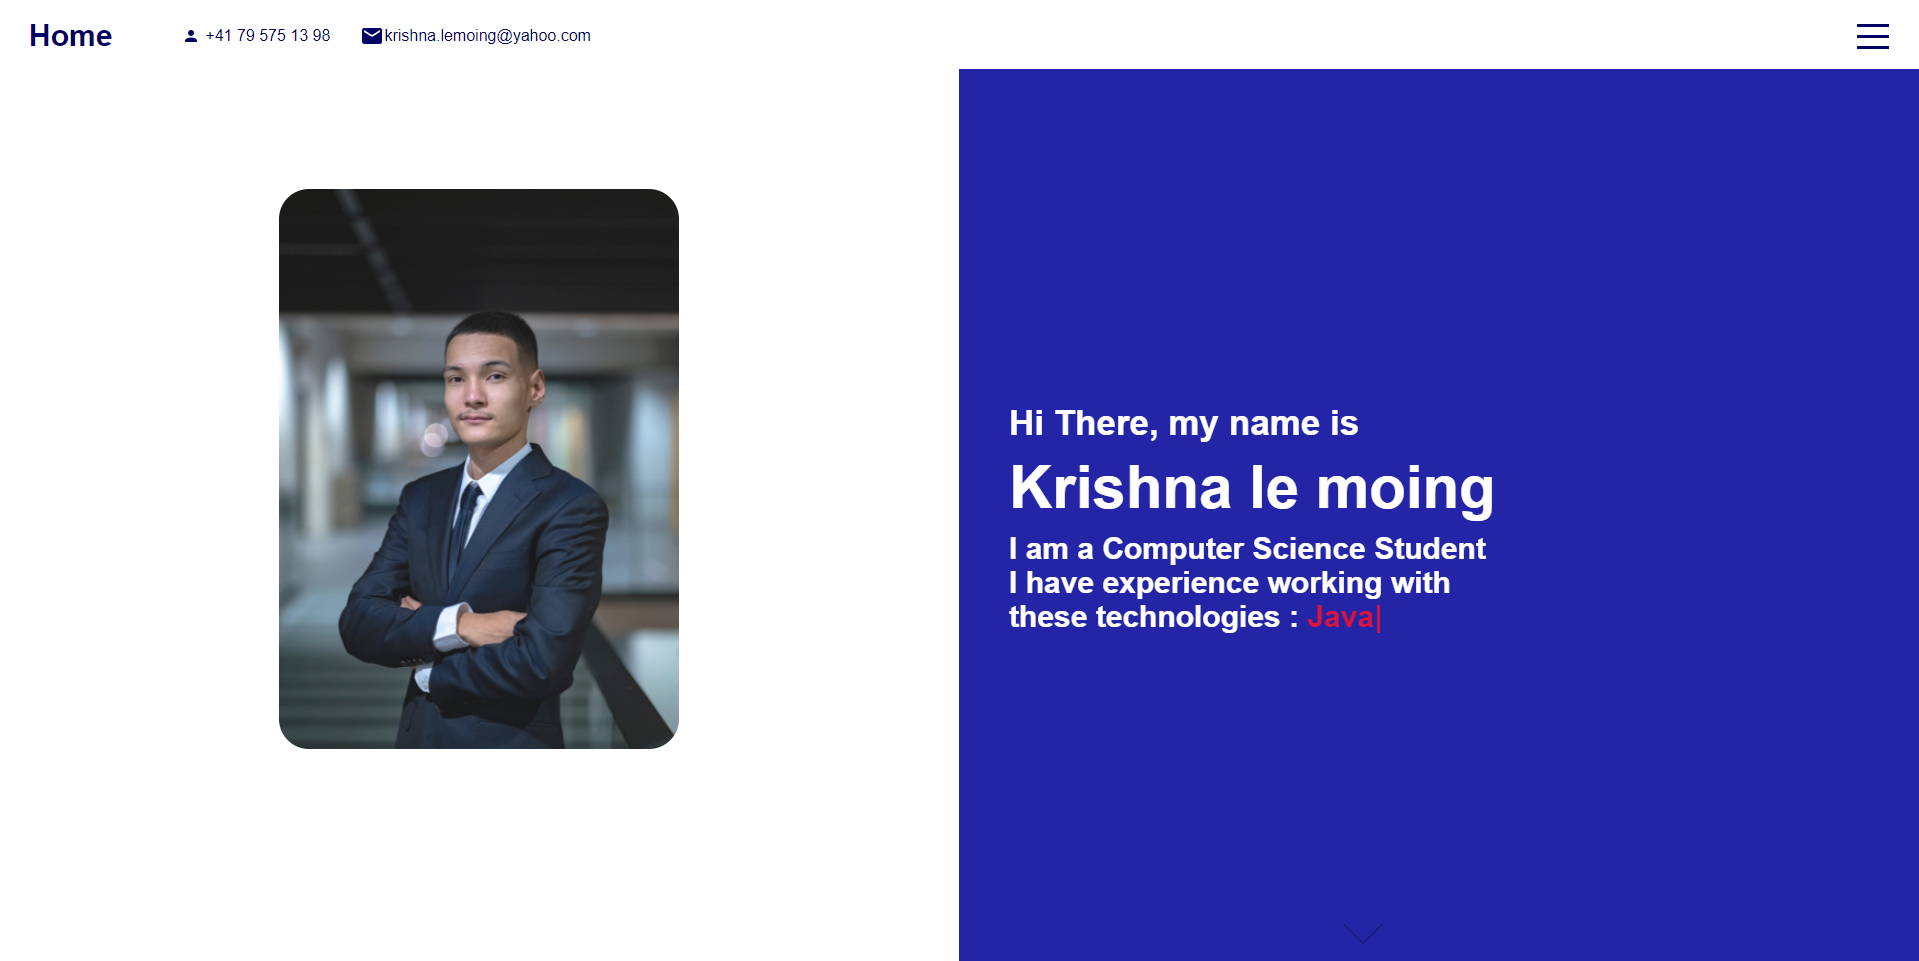 Home
+41 79 575 13 98
krishna.lemoing@yahoo.com
Hi There, my name is
Krishna le moing
I am a Computer Science Student
I have experience working with
these technologies : Java|